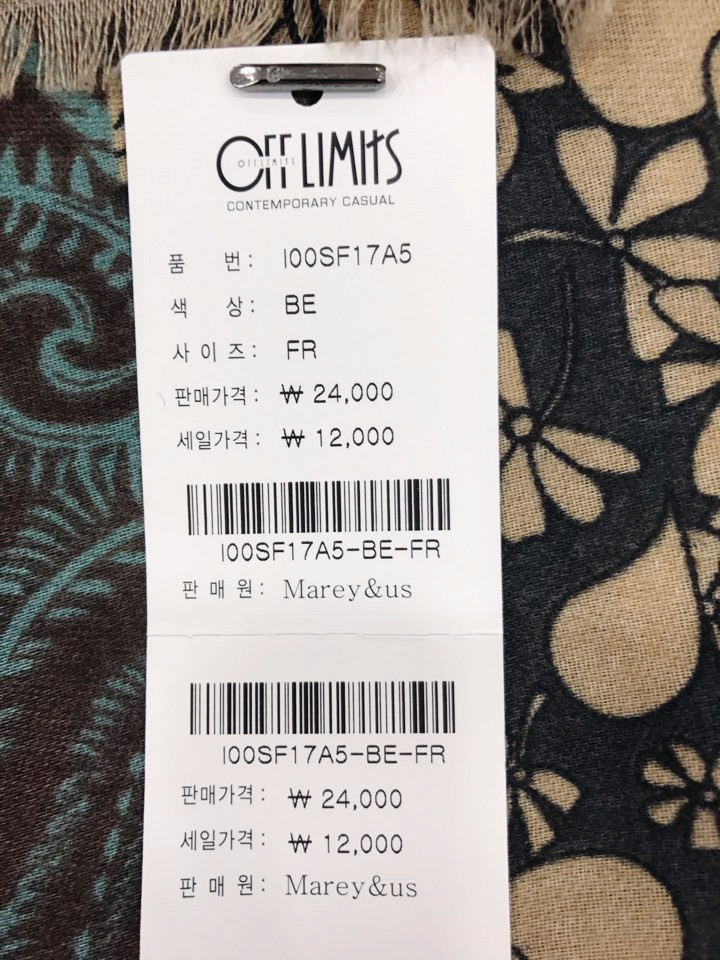 OFF LIMITS
OFF LIMITS
CONTEMPORARY CASUAL
품 번: I00SF17A5
색 상: BE
사 이 즈: FR
판매가격: ₩ 24,000
세일가격: ₩ 12,000
I00SF17A5-BE-FR
판 매 원: Marey&us
I00SF17A5-BE-FR
판매가격: ₩ 24,000
세일가격: ₩ 12,000
판 매 원: Marey&us